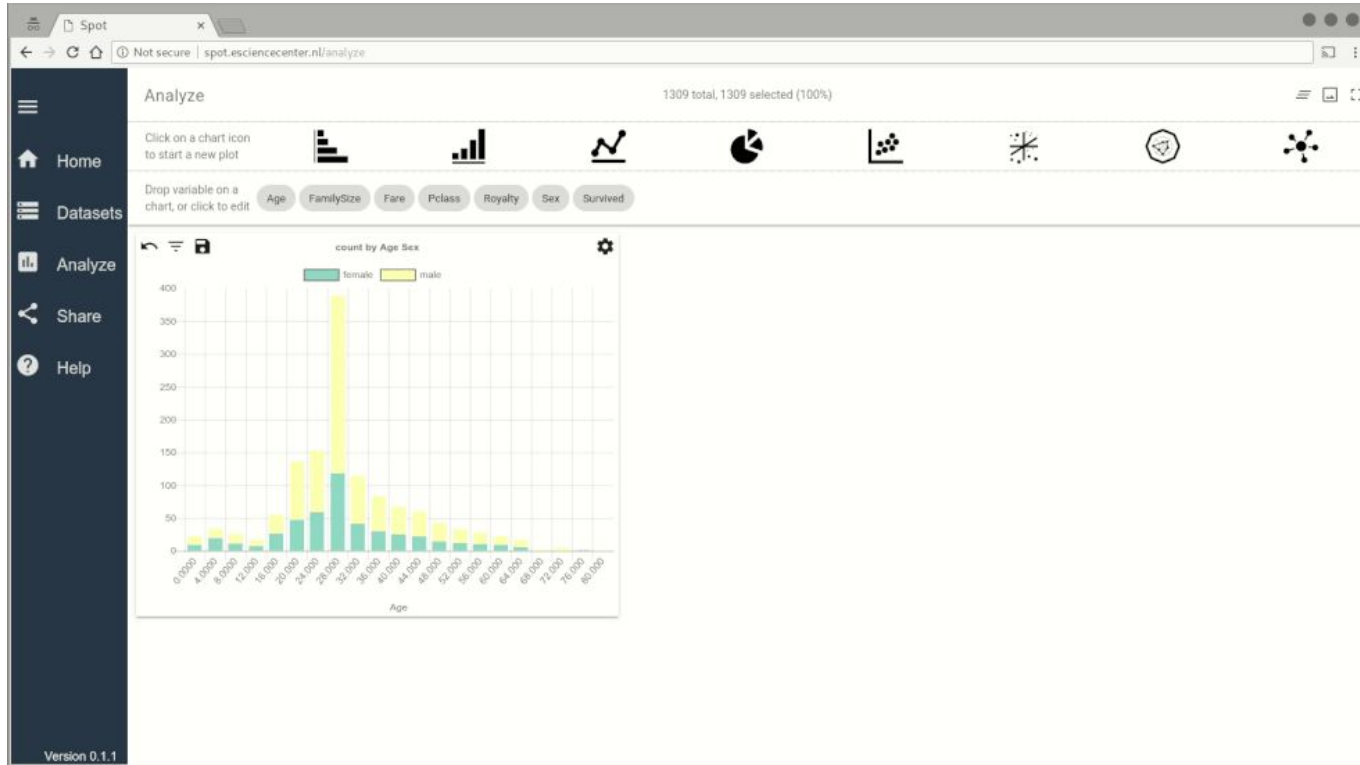 Spot
Not secure | spot.esciencecenter.nl/analyze
Analyze
1309 total, 1309 selected (100%)
Click on a chart icon
to start a new plot
Home
Drop variable on a
chart, or click to edit
Age FamilySize Fare Pclass Royalty Sex Survived
Datasets
Analyze
Share
Help
count by Age Sex
female male
400
350
300
250
200
150
100
50
0
0.0000 4.0000 8.0000 12.000 16.000 20.000 24.000 28.000 32.000 36.000 40.000 44.000 48.000 52.000 56.000 60.000 64.000 68.000 72.000 76.000 80.000
Age
Version 0.1.1